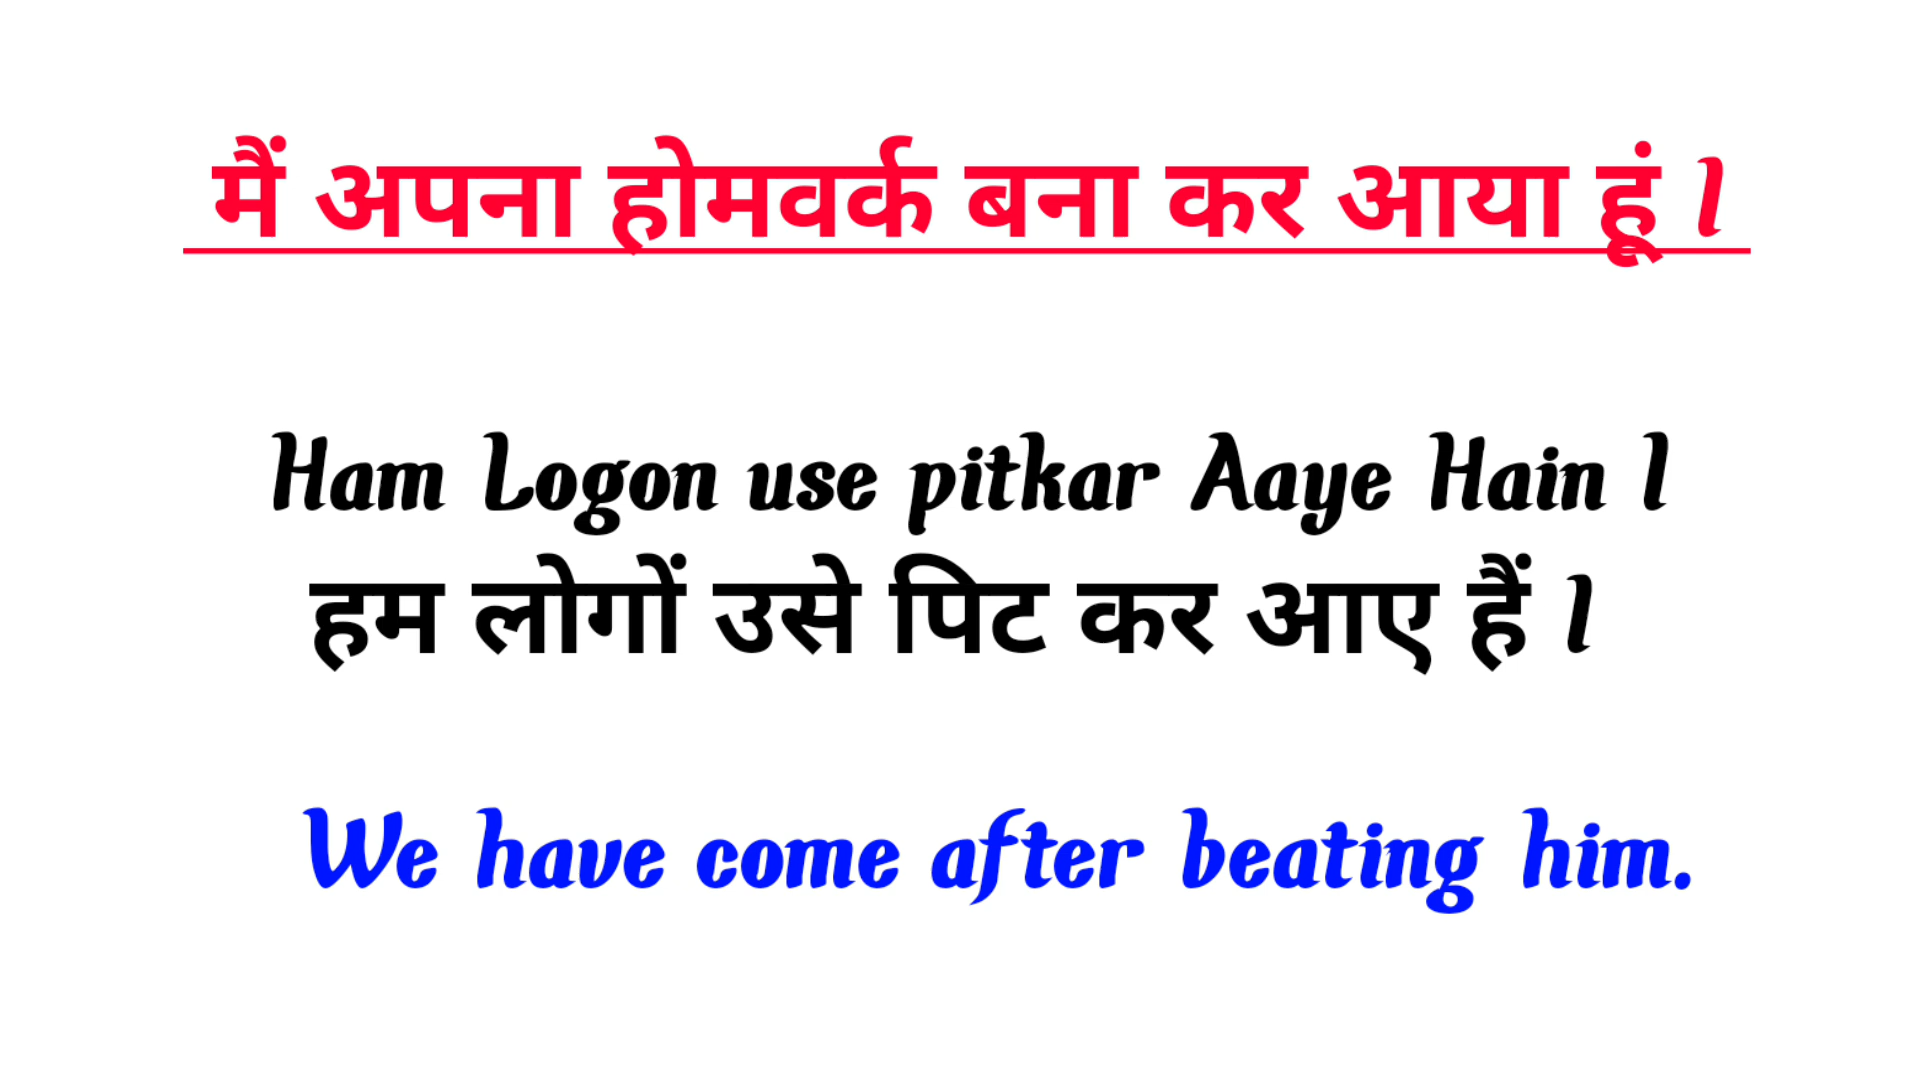 मैं अपना होमवर्क बना कर आया हूं l
Ham Logon use pitkar Aaye Hain l
हम लोगों उसे पिट कर आए हैं l
We have come after beating him.